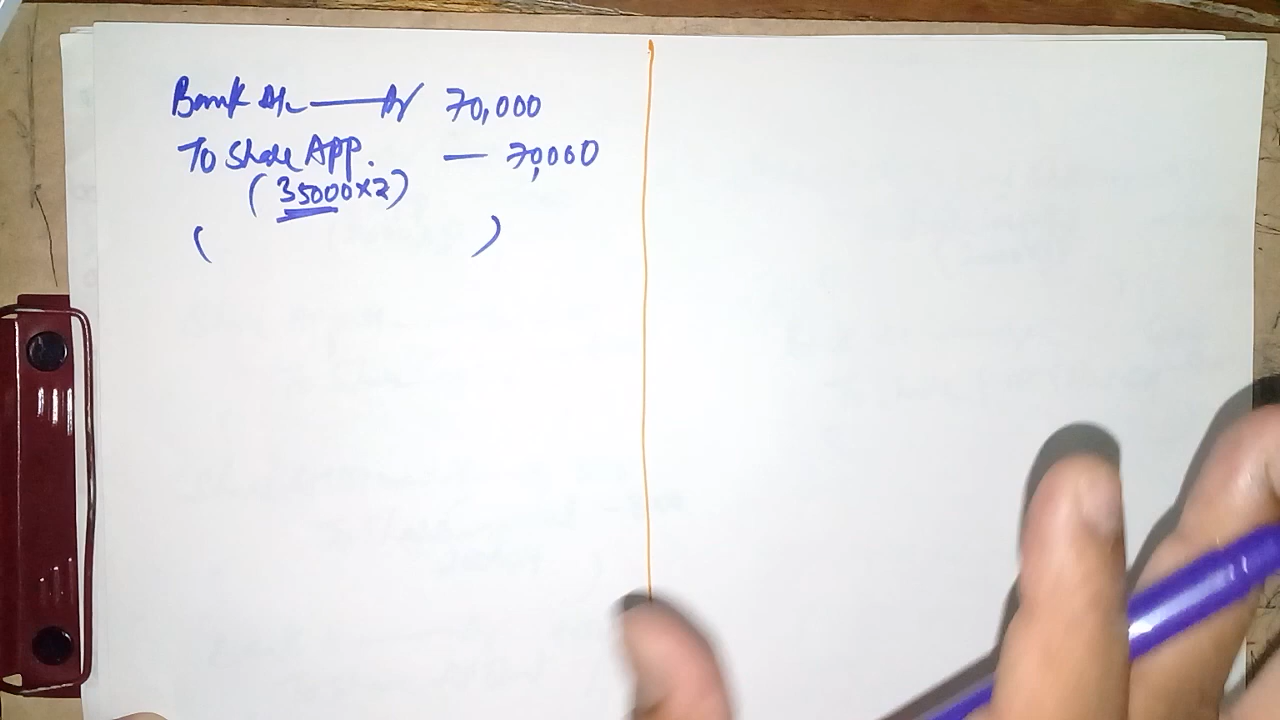 Bank A/c — Dr 70,000
To Share APP. — 70,000
(35000×2)
( )